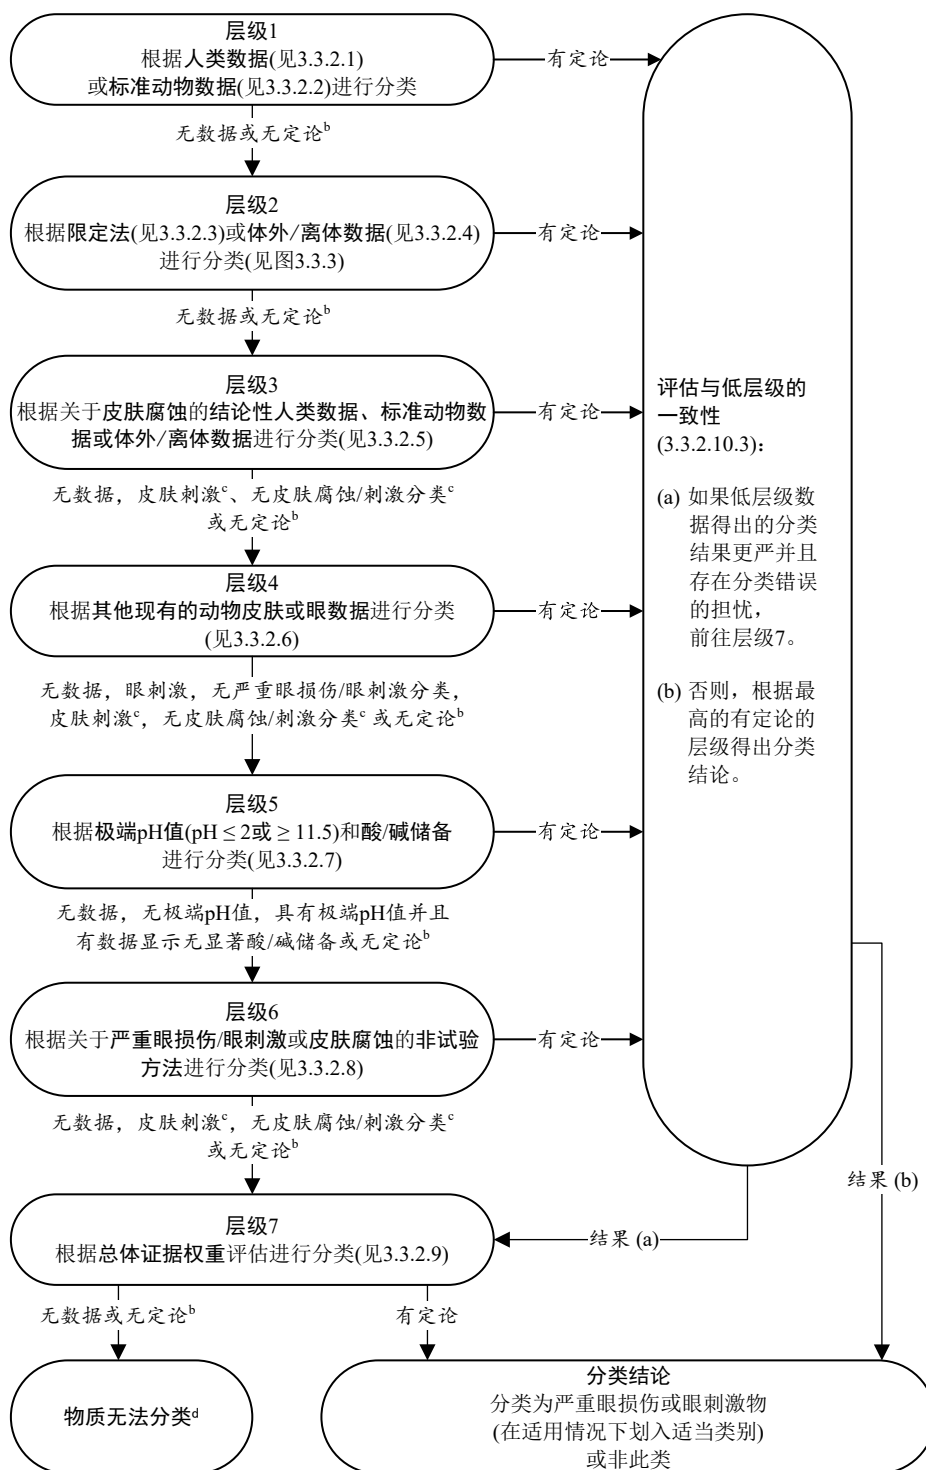 层级1
根据人类数据(见3.3.2.1)
或标准动物数据(见3.3.2.2)进行分类
有定论
无数据或无定论ᵇ
层级2
根据限定法(见3.3.2.3)或体外/离体数据(见3.3.2.4)
进行分类(见图3.3.3)
有定论
无数据或无定论ᵇ
层级3
根据关于皮肤腐蚀的结论性人类数据、标准动物数
据或体外/离体数据进行分类(见3.3.2.5)
有定论
无数据，皮肤刺激ᶜ、无皮肤腐蚀/刺激分类ᶜ
或无定论ᵇ
层级4
根据其他现有的动物皮肤或眼数据进行分类
(见3.3.2.6)
有定论
无数据，眼刺激，无严重眼损伤/眼刺激分类，
皮肤刺激ᶜ，无皮肤腐蚀/刺激分类ᶜ 或无定论ᵇ
层级5
根据极端pH值(pH ≤ 2或 ≥ 11.5)和酸/碱储备
进行分类(见3.3.2.7)
有定论
无数据，无极端pH值，具有极端pH值并且
有数据显示无显著酸/碱储备或无定论ᵇ
层级6
根据关于严重眼损伤/眼刺激或皮肤腐蚀的非试验
方法进行分类(见3.3.2.8)
有定论
无数据，皮肤刺激ᶜ，无皮肤腐蚀/刺激分类ᶜ
或无定论ᵇ
层级7
根据总体证据权重评估进行分类(见3.3.2.9)
评估与低层级的
一致性
(3.3.2.10.3)：
(a) 如果低层级数
据得出的分类
结果更严并且
存在分类错误
的担忧，
前往层级7。
(b) 否则，根据最
高的有定论的
层级得出分类
结论。
结果 (a)
结果 (b)
无数据或无定论ᵇ
有定论
物质无法分类ᵈ
分类结论
分类为严重眼损伤或眼刺激物
(在适用情况下划入适当类别)
或非此类